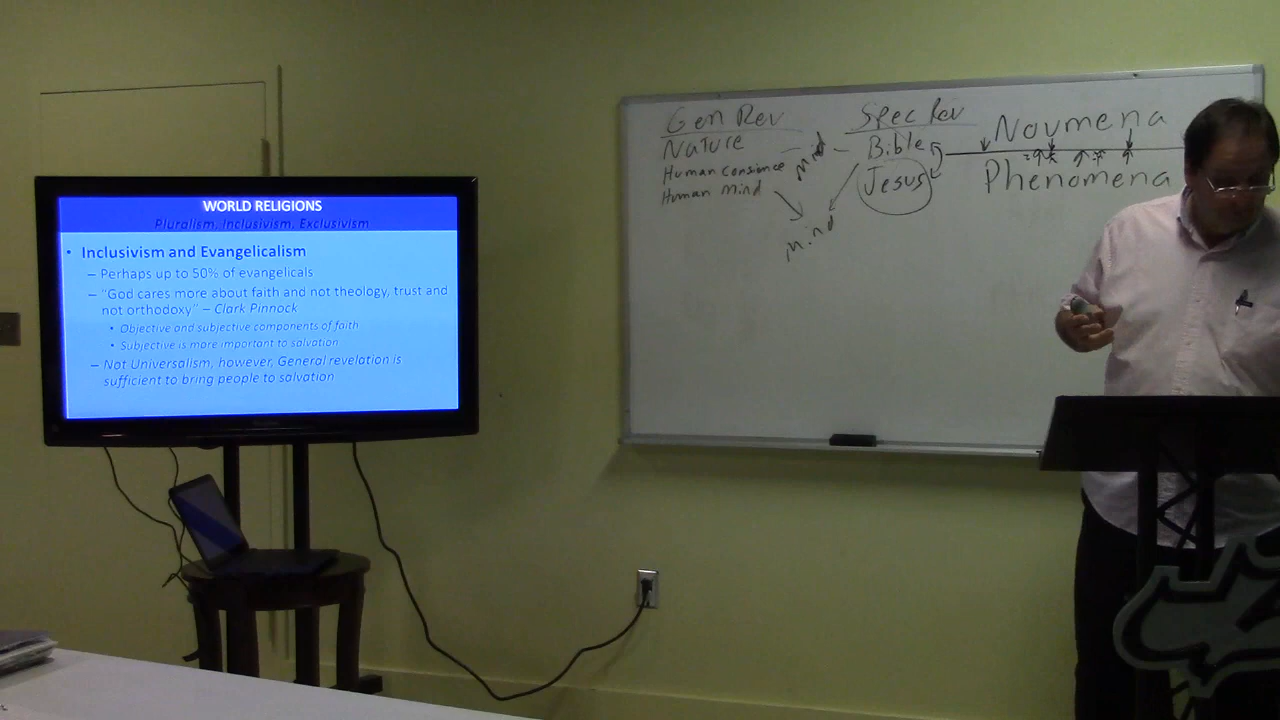 WORLD RELIGIONS
Pluralism, Inclusivism, Exclusivism
• Inclusivism and Evangelicalism
– Perhaps up to 50% of evangelicals
– "God cares more about faith and not theology, trust and
not orthodoxy" – Clark Pinnock
• Objective and subjective components of faith
• Subjective is more important to salvation
– Not Universalism, however, General revelation is
sufficient to bring people to salvation
Gen Rev
Nature
Human Consience
Human Mind
Mind
Mind
Spec Rev
Bible
Jesus
Noumena
Phenomena